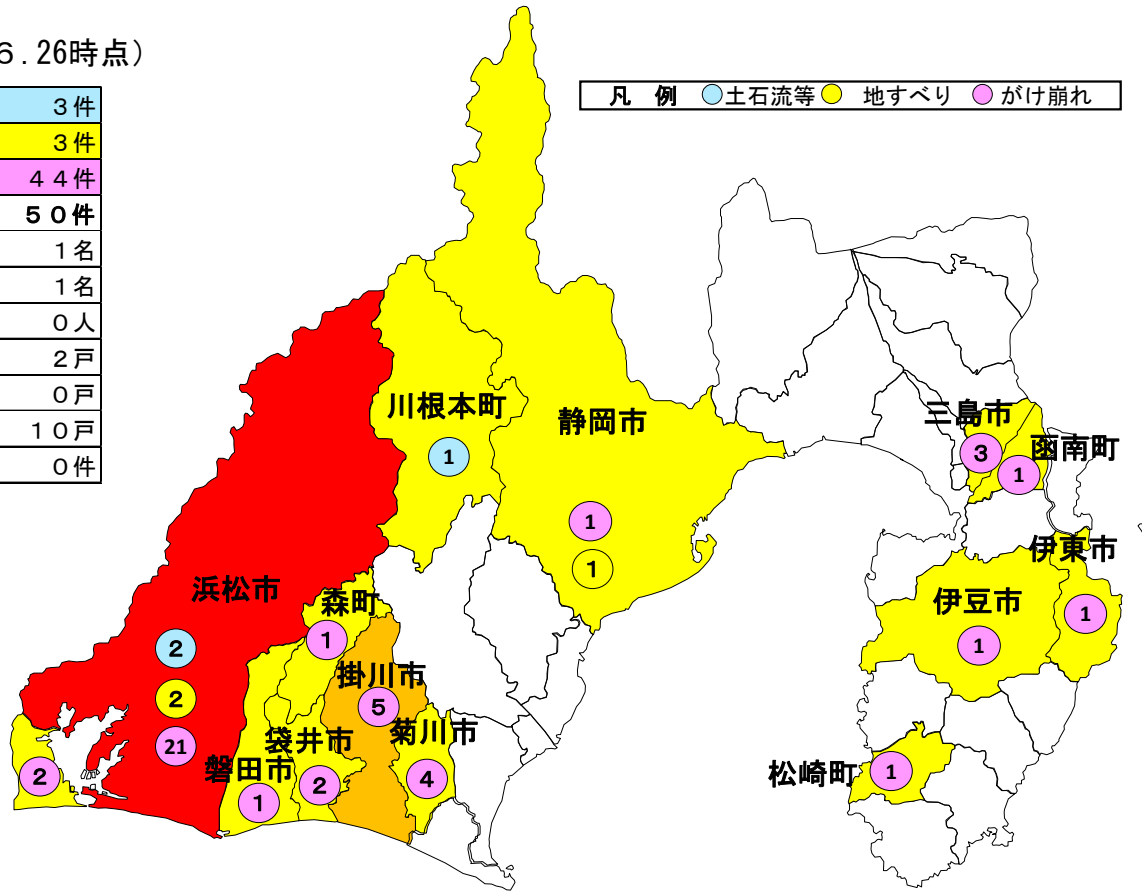 6.26時点）
3件
3件
44件
50件
1名
1名
0人
2戸
0戸
10戸
0件
凡 例 土石流等 地すべり がけ崩れ
川根本町
1
静岡市
1
1
三島市
3
函南町
1
伊東市
1
伊豆市
1
松崎町
1
浜松市
2
2
21
森町
1
掛川市
5
菊川市
4
袋井市
2
磐田市
1
2